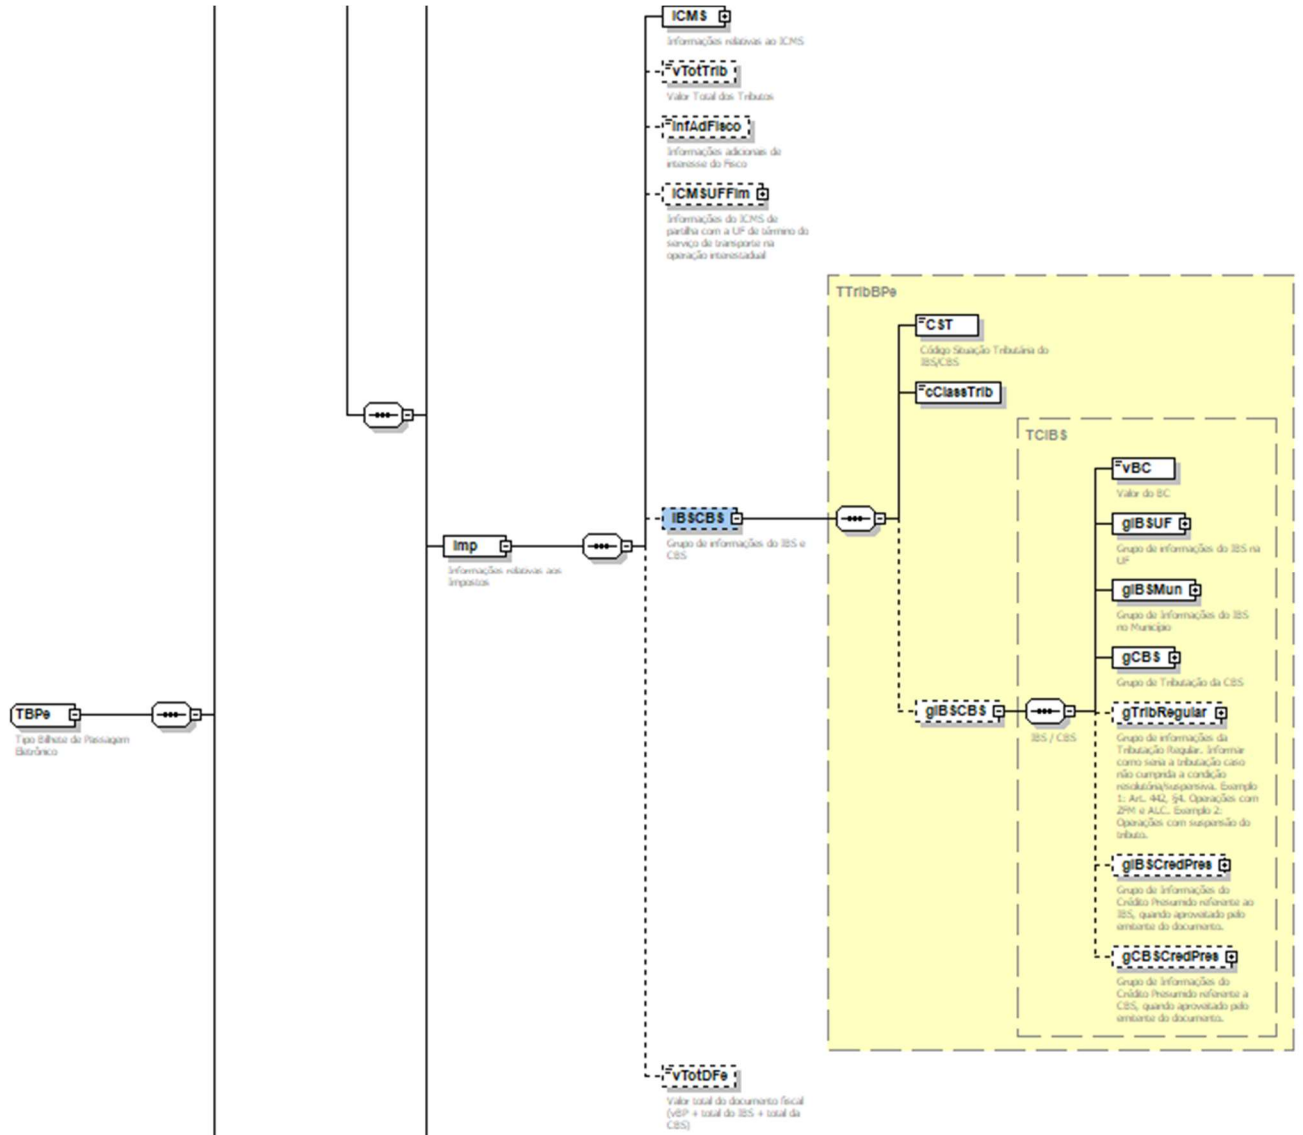 ICMS
Informações relativas ao ICMS
vTotTrib
Valor Total dos Tributos
infAdFisco
Informações adicionais de
interesse do Fisco
ICMSUFFim
Informações do ICMS de
partilha com a UF de término do
serviço de transporte na
operação interestadual
TTribBPe
CST
Código Situação Tributária do
IBS/CBS
cClassTrib
TCIBS
vBC
Valor do BC
gIBSUF
Grupo de informações do IBS na
UF
gIBSMun
Grupo de Informações do IBS
no Município
gCBS
Grupo de Tributação da CBS
IBSCBS
Grupo de informações do IBS e
CBS
imp
Informações relativas aos
Impostos
TBPe
Tipo Bilhete de Passagem
Eletrônico
gIBSCBS
IBS / CBS
gTribRegular
Grupo de informações da
Tributação Regular. Informar
como seria a tributação caso
não cumprida a condição
resolutória/suspensiva. Exemplo
1: Art. 442, §4. Operações com
ZFM e ALC. Exemplo 2:
Operações com suspensão do
tributo.
gIBSCredPres
Grupo de Informações do
Crédito Presumido referente ao
IBS, quando aproveitado pelo
emitente do documento.
gCBSCredPres
Grupo de Informações do
Crédito Presumido referente a
CBS, quando aproveitado pelo
emitente do documento.
vTotDFe
Valor total do documento fiscal
(vBP + total do IBS + total da
CBS)